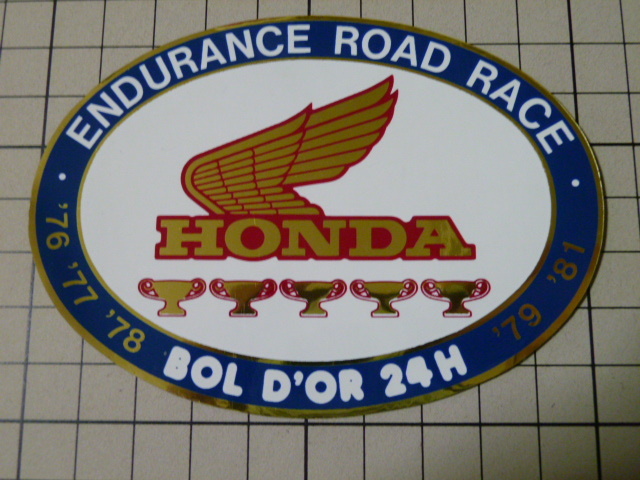 ENDURANCE ROAD RACE
HONDA
'76 '77 '78
BOL D'OR 24H
'79 '81